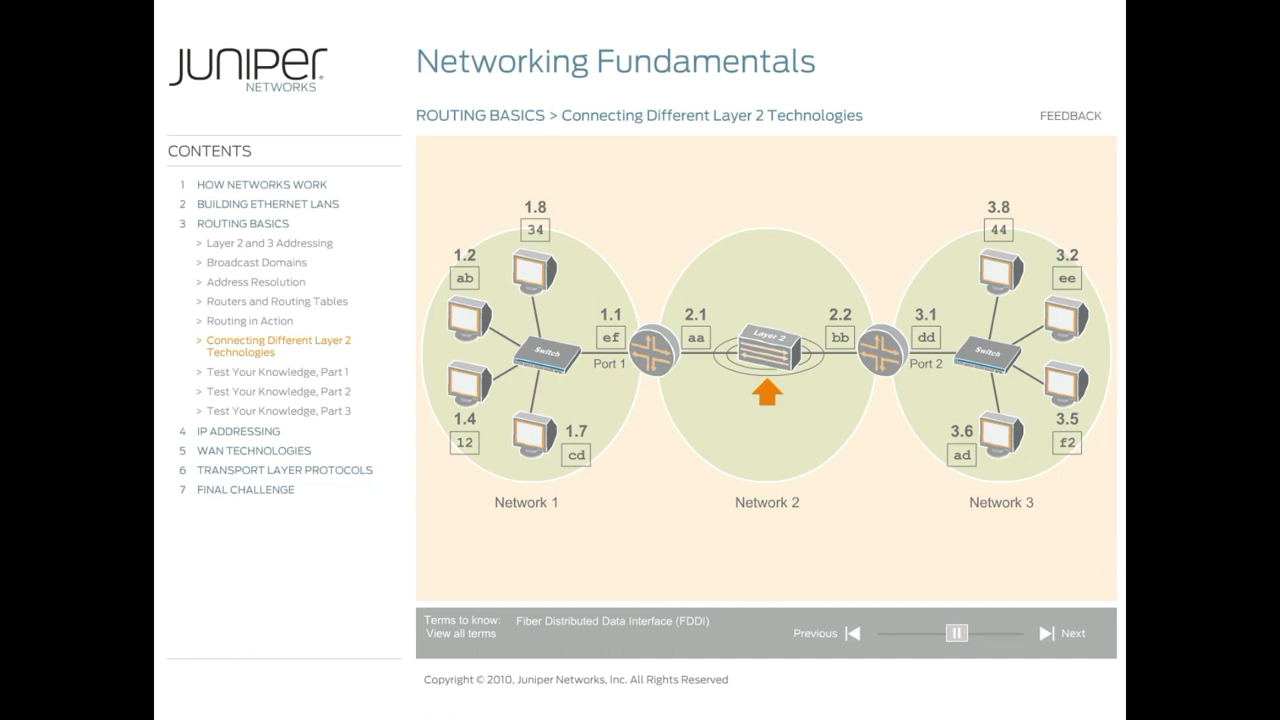 JUNIPER
NETWORKS
Networking Fundamentals
ROUTING BASICS > Connecting Different Layer 2 Technologies
FEEDBACK
CONTENTS
1 HOW NETWORKS WORK
2 BUILDING ETHERNET LANS
3 ROUTING BASICS
> Layer 2 and 3 Addressing
> Broadcast Domains
> Address Resolution
> Routers and Routing Tables
> Routing in Action
> Connecting Different Layer 2
Technologies
> Test Your Knowledge, Part 1
> Test Your Knowledge, Part 2
> Test Your Knowledge, Part 3
4 IP ADDRESSING
5 WAN TECHNOLOGIES
6 TRANSPORT LAYER PROTOCOLS
7 FINAL CHALLENGE
1.8
34
1.2
ab
1.1
ef
Port 1
Switch
1.4
12
1.7
cd
Network 1
2.1
aa
Layer 2
2.2
bb
Network 2
3.8
44
3.2
ee
3.1
dd
Port 2
Switch
3.6
ad
3.5
f2
Network 3
Terms to know: Fiber Distributed Data Interface (FDDI)
View all terms
Previous
Next
Copyright © 2010, Juniper Networks, Inc. All Rights Reserved